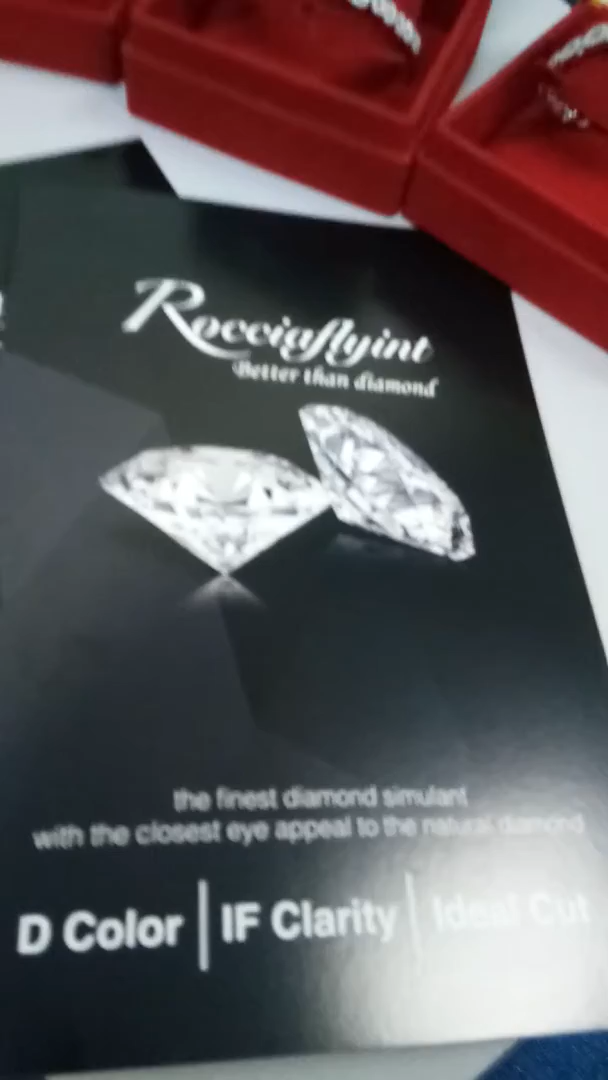 Rocciaflyint
Better than diamond
the finest diamond simulant
with the closest eye appeal to the natural diamond
D Color | IF Clarity | Ideal Cut